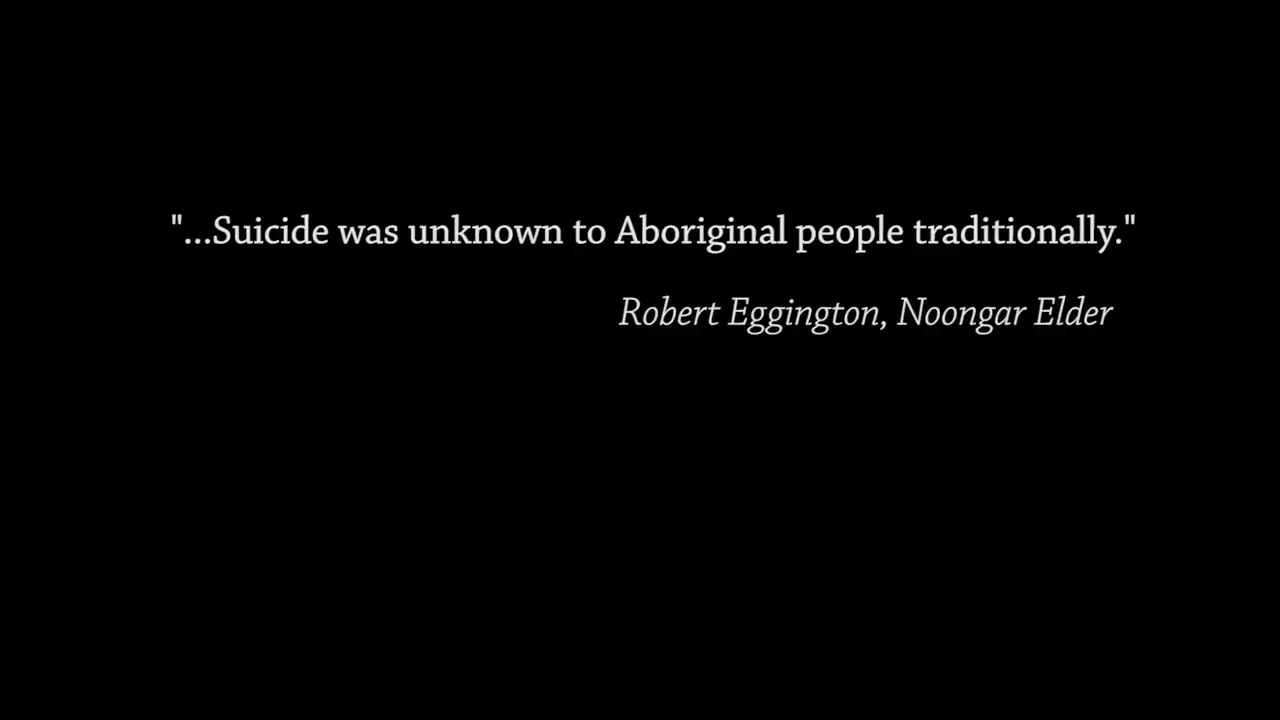 "...Suicide was unknown to Aboriginal people traditionally."
Robert Eggington, Noongar Elder